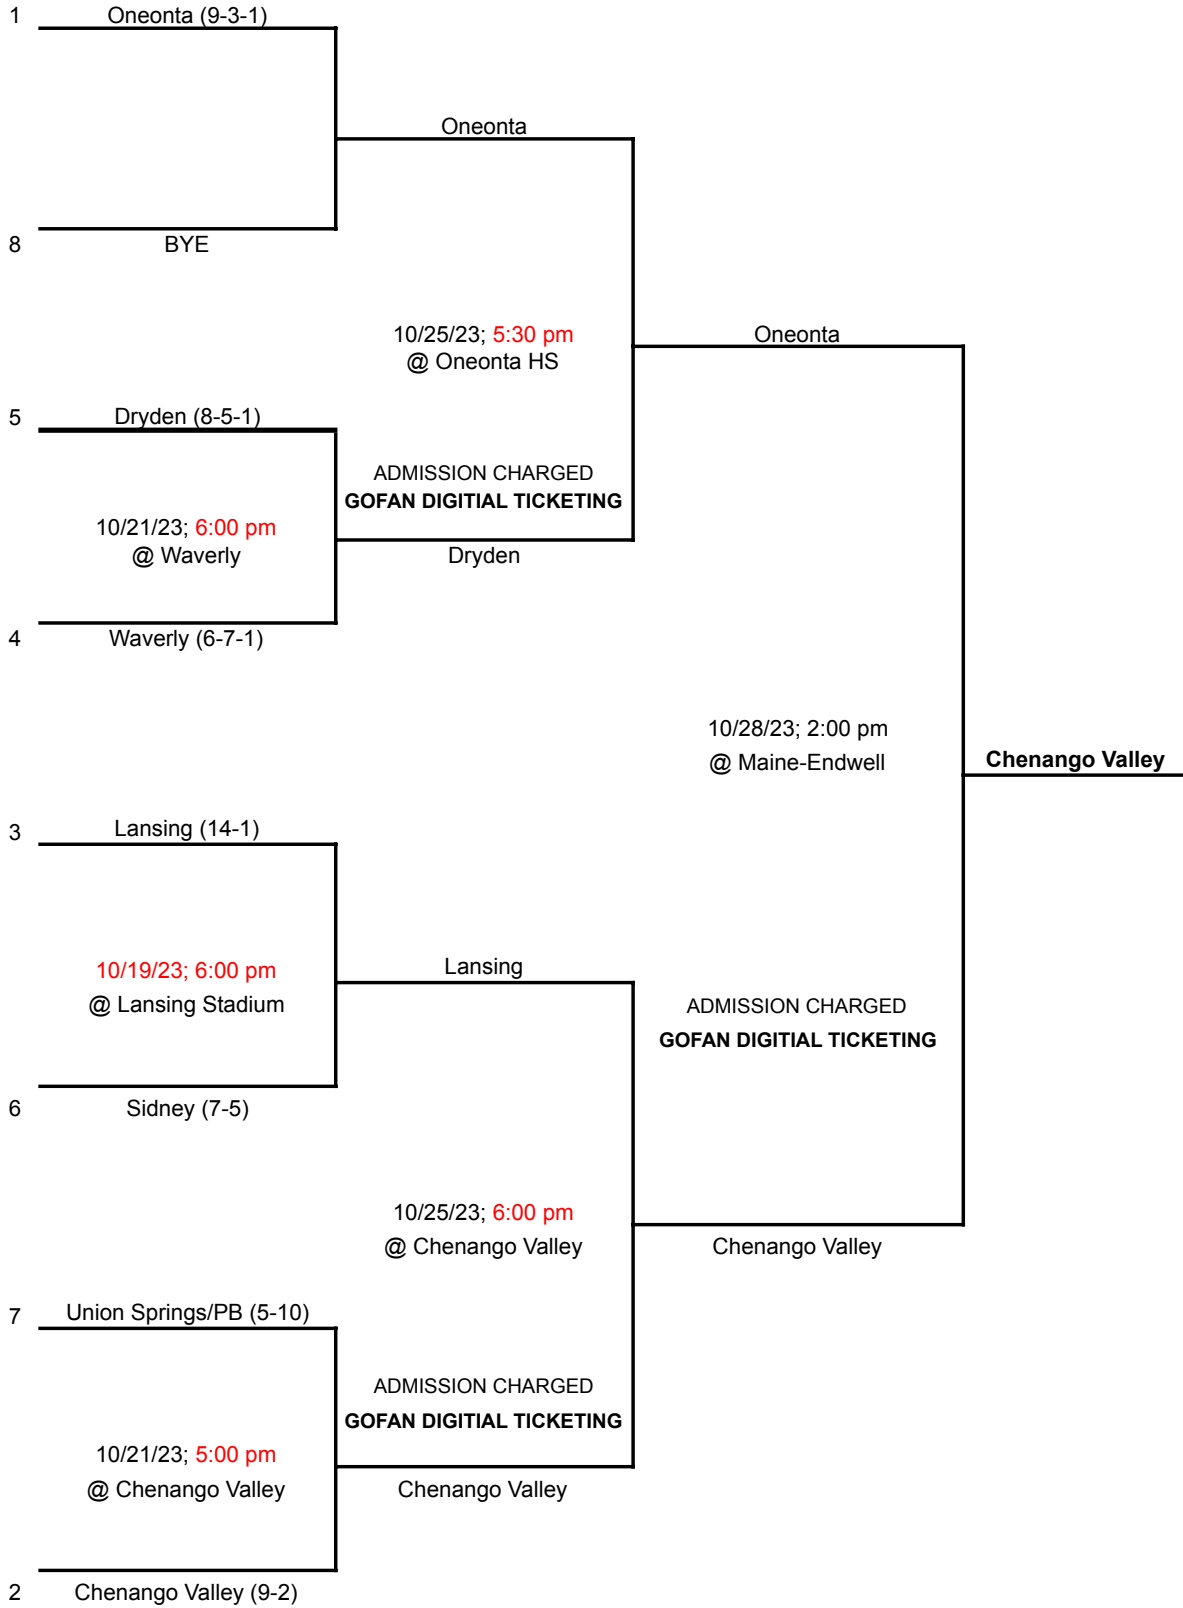 1
Oneonta (9-3-1)
Oneonta
8
BYE
10/25/23; 5:30 pm
@ Oneonta HS
Oneonta
5
Dryden (8-5-1)
ADMISSION CHARGED
GOFAN DIGITIAL TICKETING
10/21/23; 6:00 pm
@ Waverly
Dryden
4
Waverly (6-7-1)
10/28/23; 2:00 pm
@ Maine-Endwell
Chenango Valley
3
Lansing (14-1)
10/19/23; 6:00 pm
@ Lansing Stadium
Lansing
ADMISSION CHARGED
GOFAN DIGITIAL TICKETING
6
Sidney (7-5)
10/25/23; 6:00 pm
@ Chenango Valley
Chenango Valley
7
Union Springs/PB (5-10)
ADMISSION CHARGED
GOFAN DIGITIAL TICKETING
10/21/23; 5:00 pm
@ Chenango Valley
Chenango Valley
2
Chenango Valley (9-2)